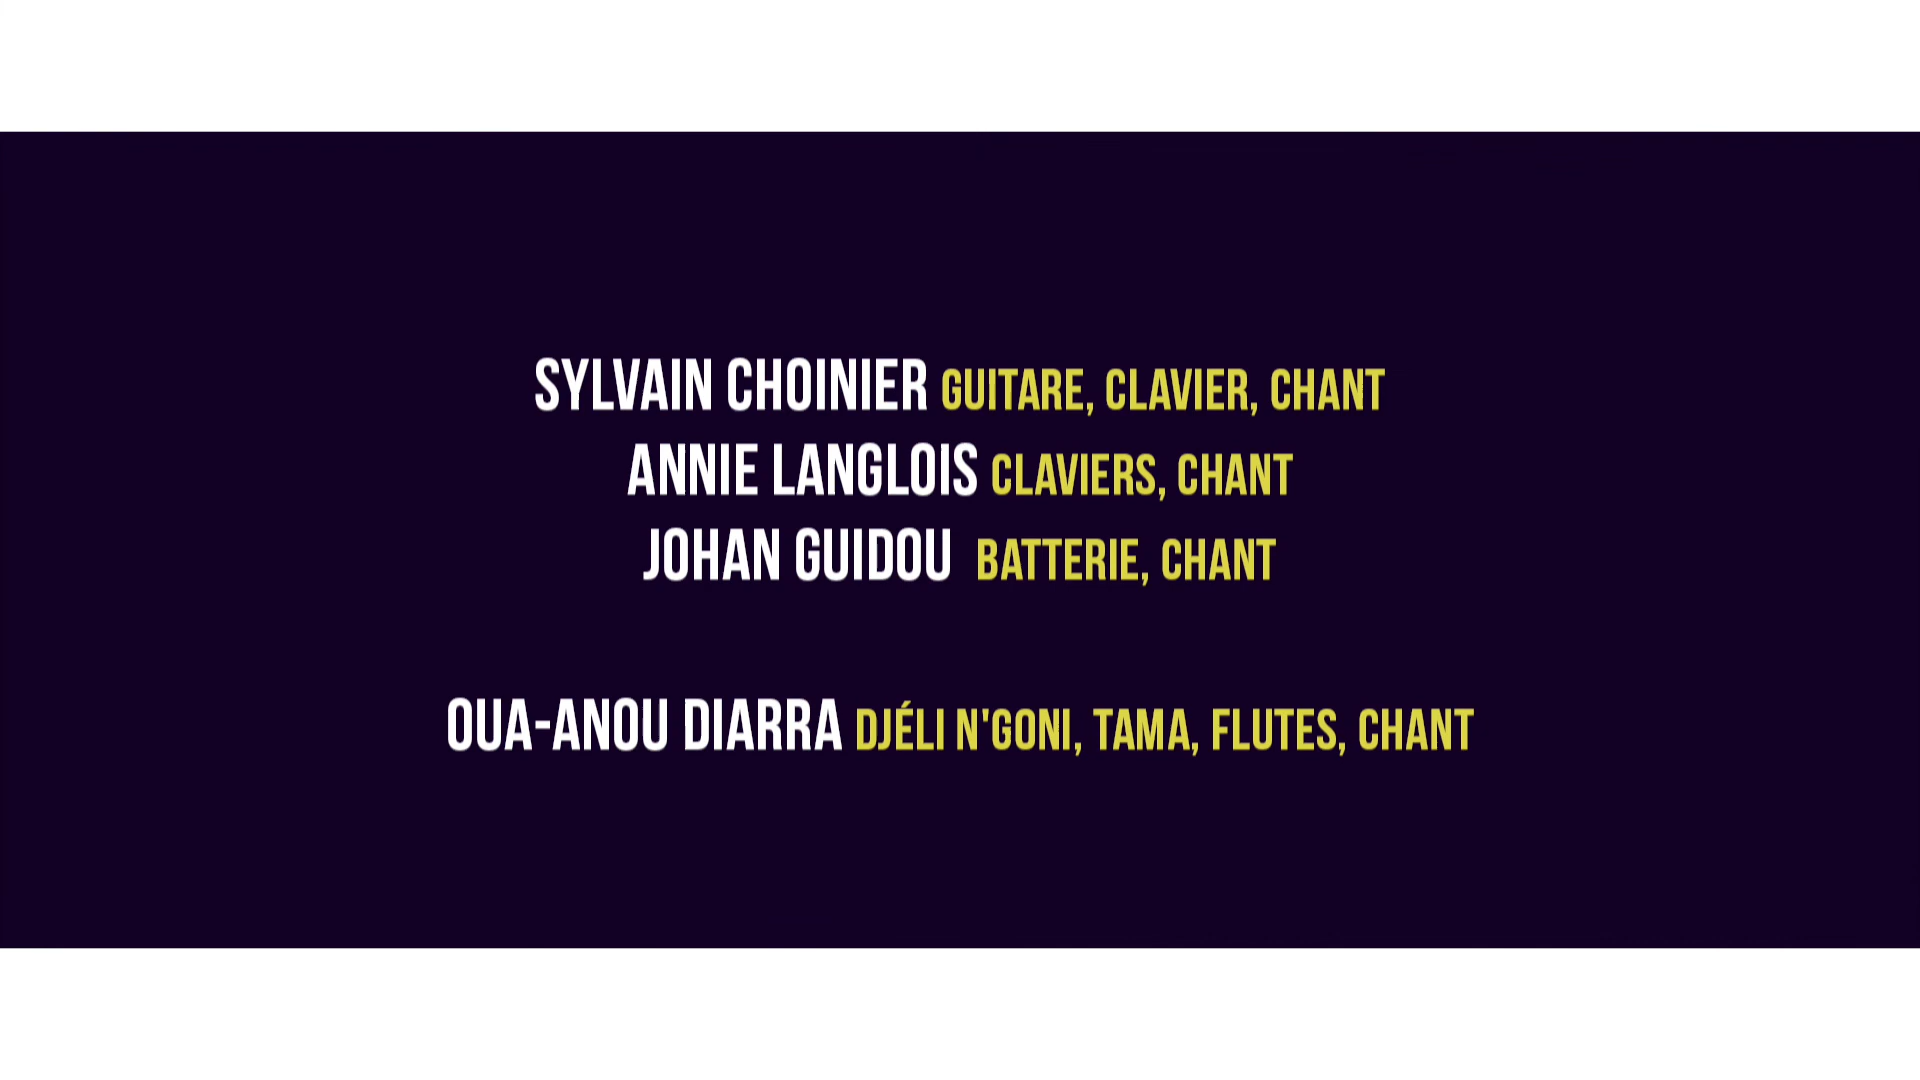 SYLVAIN CHOINIER GUITARE, CLAVIER, CHANT
ANNIE LANGLOIS CLAVIERS, CHANT
JOHAN GUIDOU BATTERIE, CHANT
OUA-ANOU DIARRA DJÉLI N'GONI, TAMA, FLUTES, CHANT